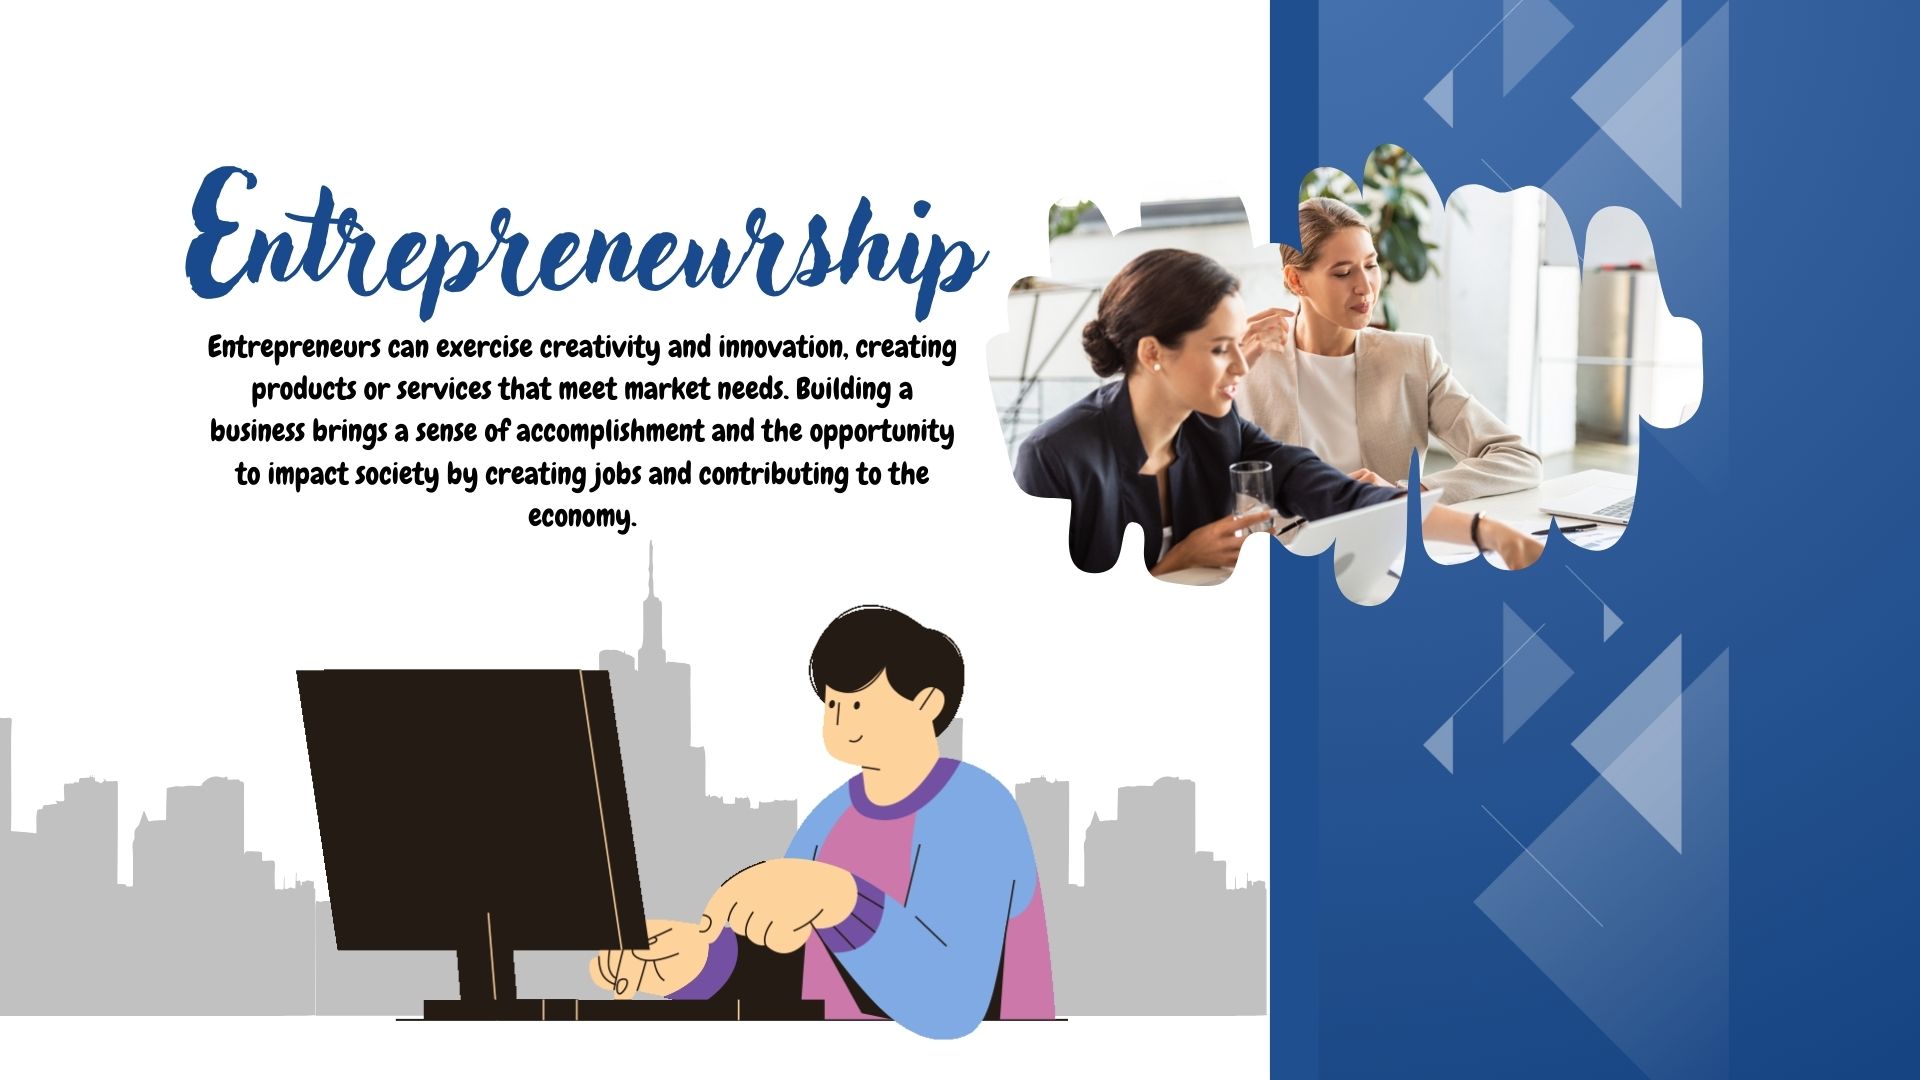 Entrepreneurship
Entrepreneurs can exercise creativity and innovation, creating
products or services that meet market needs. Building a
business brings a sense of accomplishment and the opportunity
to impact society by creating jobs and contributing to the
economy.